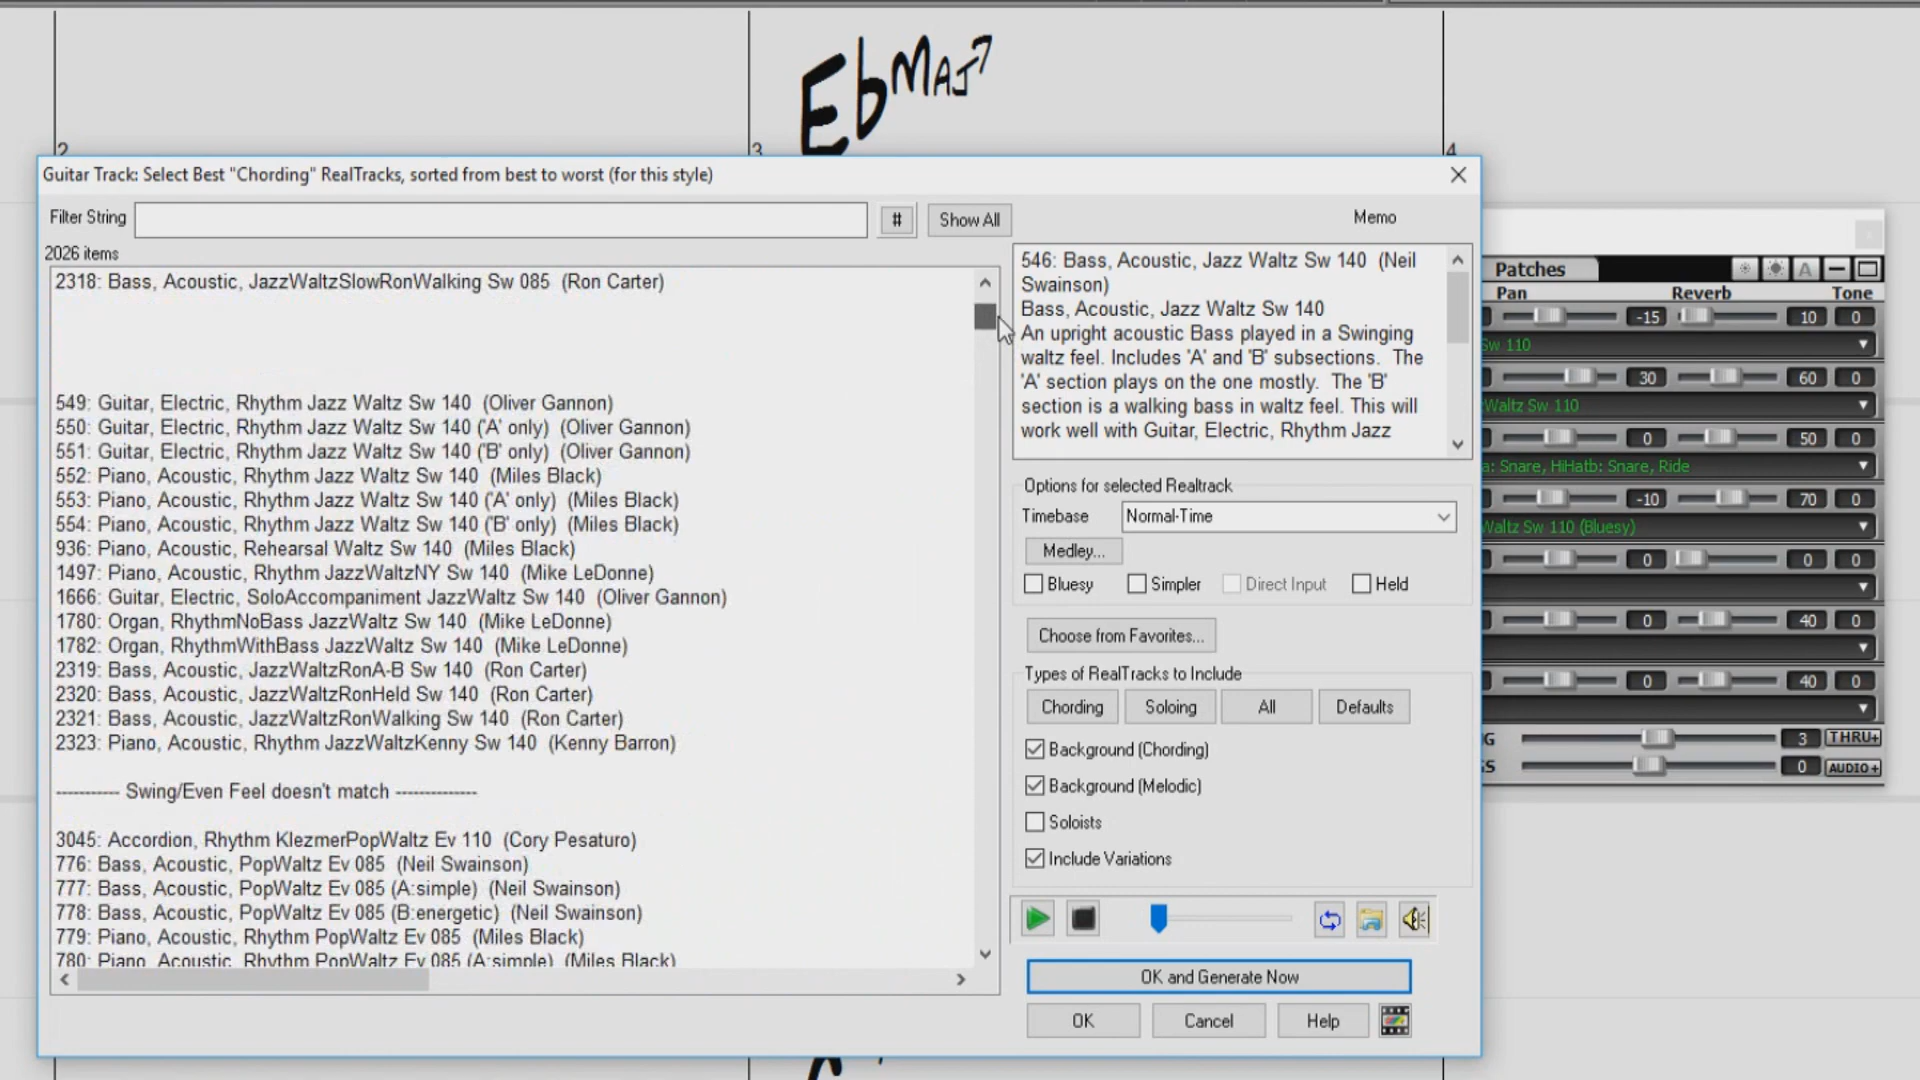 EbMAJ7
2
3
4
Guitar Track: Select Best "Chording" RealTracks, sorted from best to worst (for this style)
Filter String
#
Show All
Memo
2026 items
2318: Bass, Acoustic, JazzWaltzSlowRonWalking Sw 085 (Ron Carter)
549: Guitar, Electric, Rhythm Jazz Waltz Sw 140 (Oliver Gannon)
550: Guitar, Electric, Rhythm Jazz Waltz Sw 140 ('A' only) (Oliver Gannon)
551: Guitar, Electric, Rhythm Jazz Waltz Sw 140 ('B' only) (Oliver Gannon)
552: Piano, Acoustic, Rhythm Jazz Waltz Sw 140 (Miles Black)
553: Piano, Acoustic, Rhythm Jazz Waltz Sw 140 ('A' only) (Miles Black)
554: Piano, Acoustic, Rhythm Jazz Waltz Sw 140 ('B' only) (Miles Black)
936: Piano, Acoustic, Rehearsal Waltz Sw 140 (Miles Black)
1497: Piano, Acoustic, Rhythm JazzWaltzNY Sw 140 (Mike LeDonne)
1666: Guitar, Electric, SoloAccompaniment JazzWaltz Sw 140 (Oliver Gannon)
1780: Organ, RhythmNoBass JazzWaltz Sw 140 (Mike LeDonne)
1782: Organ, RhythmWithBass JazzWaltz Sw 140 (Mike LeDonne)
2319: Bass, Acoustic, JazzWaltzRonA-B Sw 140 (Ron Carter)
2320: Bass, Acoustic, JazzWaltzRonHeld Sw 140 (Ron Carter)
2321: Bass, Acoustic, JazzWaltzRonWalking Sw 140 (Ron Carter)
2323: Piano, Acoustic, Rhythm JazzWaltzKenny Sw 140 (Kenny Barron)
----------- Swing/Even Feel doesn't match --------------
3045: Accordion, Rhythm KlezmerPopWaltz Ev 110 (Cory Pesaturo)
776: Bass, Acoustic, PopWaltz Ev 085 (Neil Swainson)
777: Bass, Acoustic, PopWaltz Ev 085 (A:simple) (Neil Swainson)
778: Bass, Acoustic, PopWaltz Ev 085 (B:energetic) (Neil Swainson)
779: Piano, Acoustic, Rhythm PopWaltz Ev 085 (Miles Black)
780: Piano, Acoustic, Rhythm PopWaltz Ev 085 (A:simple) (Miles Black)
546: Bass, Acoustic, Jazz Waltz Sw 140 (Neil
Swainson)
Bass, Acoustic, Jazz Waltz Sw 140
An upright acoustic Bass played in a Swinging
waltz feel. Includes 'A' and 'B' subsections. The
'A' section plays on the one mostly. The 'B'
section is a walking bass in waltz feel. This will
work well with Guitar, Electric, Rhythm Jazz
Options for selected Realtrack
Timebase
Normal-Time
Medley...
Bluesy
Simpler
Direct Input
Held
Choose from Favorites...
Types of RealTracks to Include
Chording
Soloing
All
Defaults
Background (Chording)
Background (Melodic)
Soloists
Include Variations
OK and Generate Now
OK
Cancel
Help
Patches
A
Pan
Reverb
Tone
-15
10
0
Sw 110
30
60
0
Waltz Sw 110
0
50
0
a: Snare, HiHatb: Snare, Ride
-10
70
0
Waltz Sw 110 (Bluesy)
0
0
0
0
40
0
0
40
0
G
3
THRU+
S
0
AUDIO+